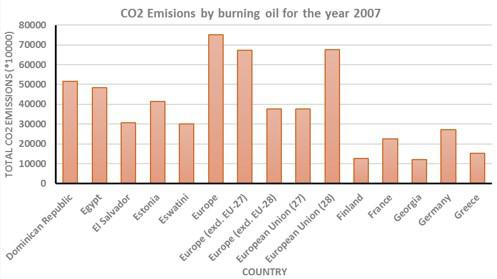 CO2 Emisions by burning oil for the year 2007
TOTAL CO2 EMISSIONS (*10000)
80000
70000
60000
50000
40000
30000
20000
10000
0
Dominican Republic
Egypt
El Salvador
Estonia
Eswatini
Europe
Europe (excl. EU-27)
Europe (excl. EU-28)
European Union (27)
European Union (28)
Finland
France
Georgia
Germany
Greece
COUNTRY